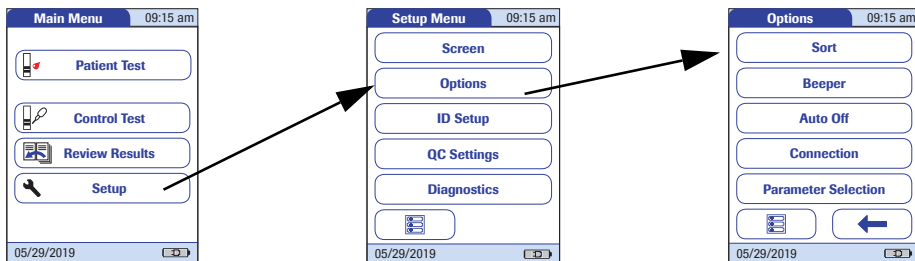 Main Menu 09:15 am
Patient Test
Control Test
Review Results
Setup
05/29/2019
Setup Menu 09:15 am
Screen
Options
ID Setup
QC Settings
Diagnostics
05/29/2019
Options 09:15 am
Sort
Beeper
Auto Off
Connection
Parameter Selection
05/29/2019